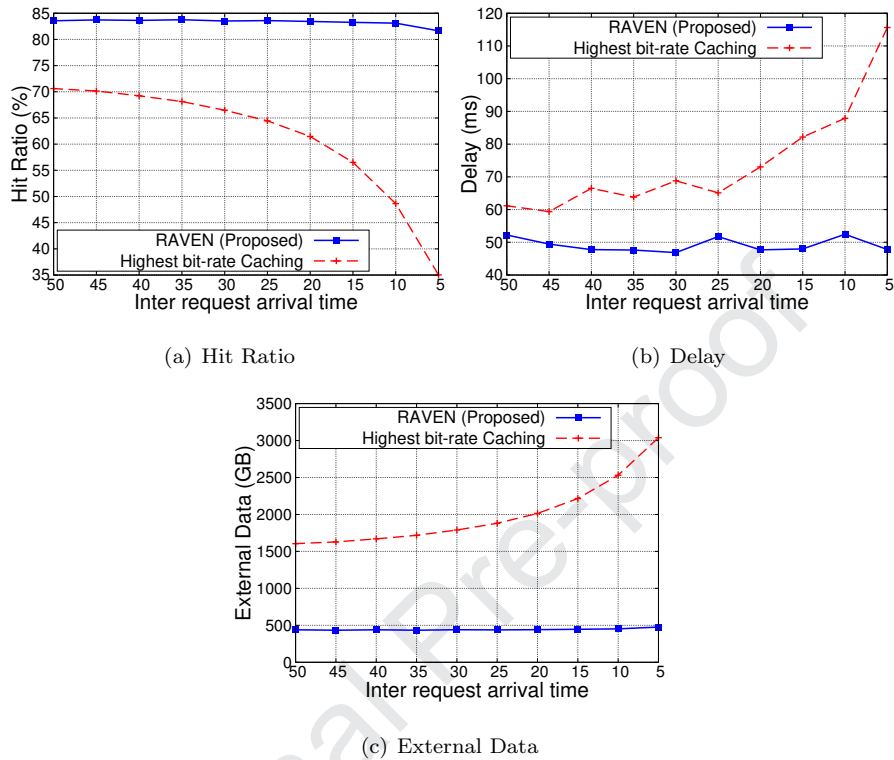 85
80
75
70
65
60
55
50
45
40
35
Hit Ratio (%)
RAVEN (Proposed)
Highest bit-rate Caching
50 45 40 35 30 25 20 15 10 5
Inter request arrival time
(a) Hit Ratio
120
110
100
90
80
70
60
50
40
Delay (ms)
RAVEN (Proposed)
Highest bit-rate Caching
50 45 40 35 30 25 20 15 10 5
Inter request arrival time
(b) Delay
3500
3000
2500
2000
1500
1000
500
0
External Data (GB)
RAVEN (Proposed)
Highest bit-rate Caching
50 45 40 35 30 25 20 15 10 5
Inter request arrival time
(c) External Data
nal Pre-proof